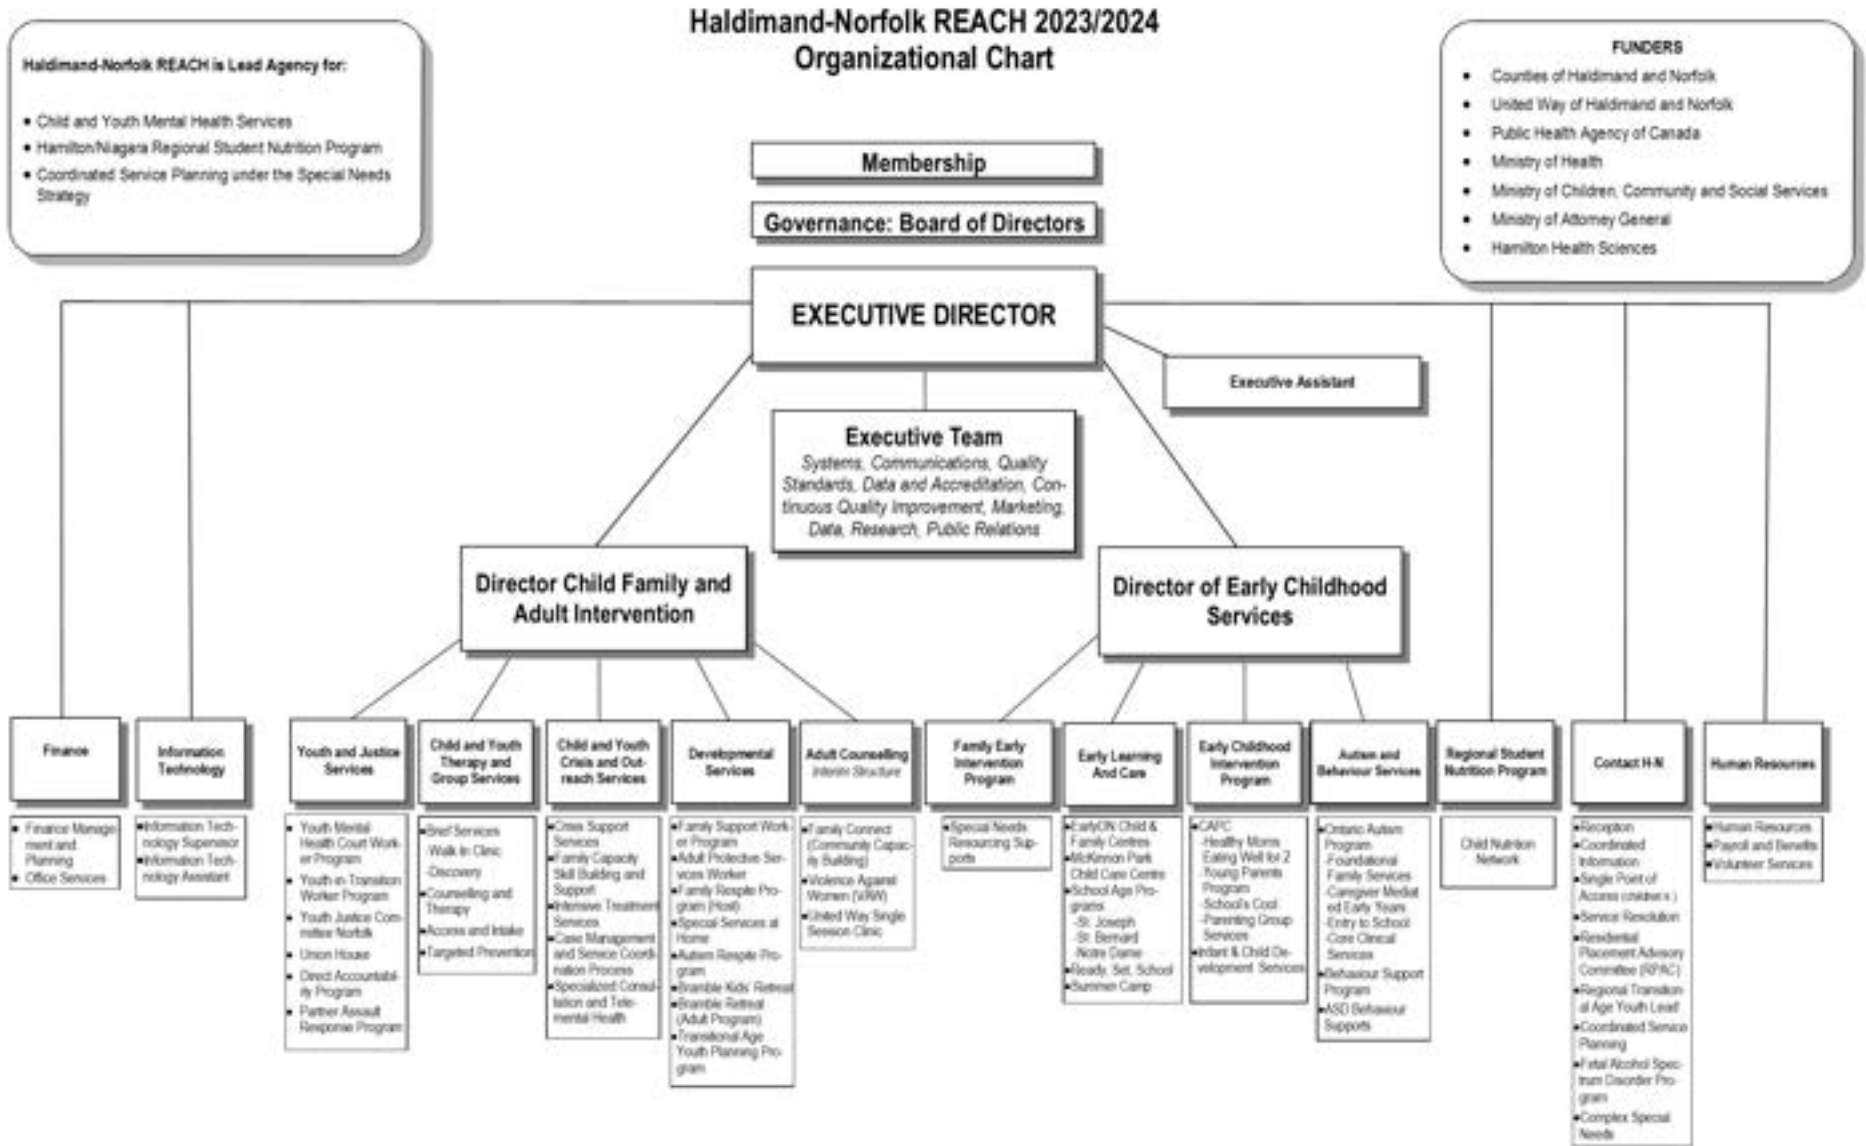 Haldimand-Norfolk REACH 2023/2024
Organizational Chart
Haldimand-Norfolk REACH is Lead Agency for:
• Child and Youth Mental Health Services
• Hamilton/Niagara Regional Student Nutrition Program
• Coordinated Service Planning under the Special Needs
Strategy
FUNDERS
• Counties of Haldimand and Norfolk
• United Way of Haldimand and Norfolk
• Public Health Agency of Canada
• Ministry of Health
• Ministry of Children, Community and Social Services
• Ministry of Attorney General
• Hamilton Health Sciences
Membership
Governance: Board of Directors
EXECUTIVE DIRECTOR
Executive Assistant
Executive Team
Systems, Communications, Quality
Standards, Data and Accreditation, Con-
tinuous Quality Improvement, Marketing,
Data, Research, Public Relations
Director Child Family and
Adult Intervention
Director of Early Childhood
Services
Finance
• Finance Manage
ment and
Planning
• Office Services
Information
Technology
•Information Tech-
nology Supervisor
•Information Tech-
nology Assistant
Youth and Justice
Services
• Youth Mental
Health Court Work-
er Program
• Youth-in-Transition
Worker Program
• Youth Justice Com-
mittee Norfolk
• Union House
• Direct Accountabil-
ity Program
• Partner Assault
Response Program
Child and Youth
Therapy and
Group Services
•Brief Services
-Walk In Clinic
-Discovery
•Counselling and
Therapy
•Access and Intake
•Targeted Prevention
Child and Youth
Crisis and Out-
reach Services
•Crisis Support
Services
•Family Capacity
Skill Building and
Support
•Intensive Treatment
Services
•Case Management
and Service Coordi-
nation Process
•Specialized Consul-
tation and Tele-
mental Health
Developmental
Services
•Family Support Work-
er Program
•Adult Protective Ser-
vices Worker
•Family Respite Pro-
gram (Host)
•Special Services at
Home
•Autism Respite Pro-
gram
•Bramble Kids' Retreat
•Bramble Retreat
(Adult Program)
•Transitional Age
Youth Planning Pro-
gram
Adult Counselling
Interim Structure
•Family Connect
(Community Capac-
ity Building)
•Violence Against
Women (VAW)
•United Way Single
Session Clinic
Family Early
Intervention
Program
•Special Needs
Resourcing Sup-
ports
Early Learning
And Care
•EarlyON Child &
Family Centres
•McKinnon Park
Child Care Centre
•School Age Pro-
grams
-St. Joseph
-St. Bernard
-Notre Dame
•Ready, Set, School
•Summer Camp
Early Childhood
Intervention
Program
•CAPC
-Healthy Moms
Eating Well for 2
-Young Parents
Program
-School's Cool
-Parenting Group
Services
•Infant & Child De-
velopment Services
Autism and
Behaviour Services
•Ontario Autism
Program
-Foundational
Family Services
-Caregiver Mediat
ed Early Years
-Entry to School
-Core Clinical
Services
•Behaviour Support
Program
•ASD Behaviour
Supports
Regional Student
Nutrition Program
Child Nutrition
Network
Contact H-N
•Reception
•Coordinated
Information
•Single Point of
Access
•Service Resolution
•Residential
Placement Advisory
Committee (RPAC)
•Regional Transition-
al Age Youth Lead
•Coordinated Service
Planning
•Fetal Alcohol Spec-
trum Disorder Pro-
gram
•Complex Special
Needs
Human Resources
•Human Resources
•Payroll and Benefits
•Volunteer Services